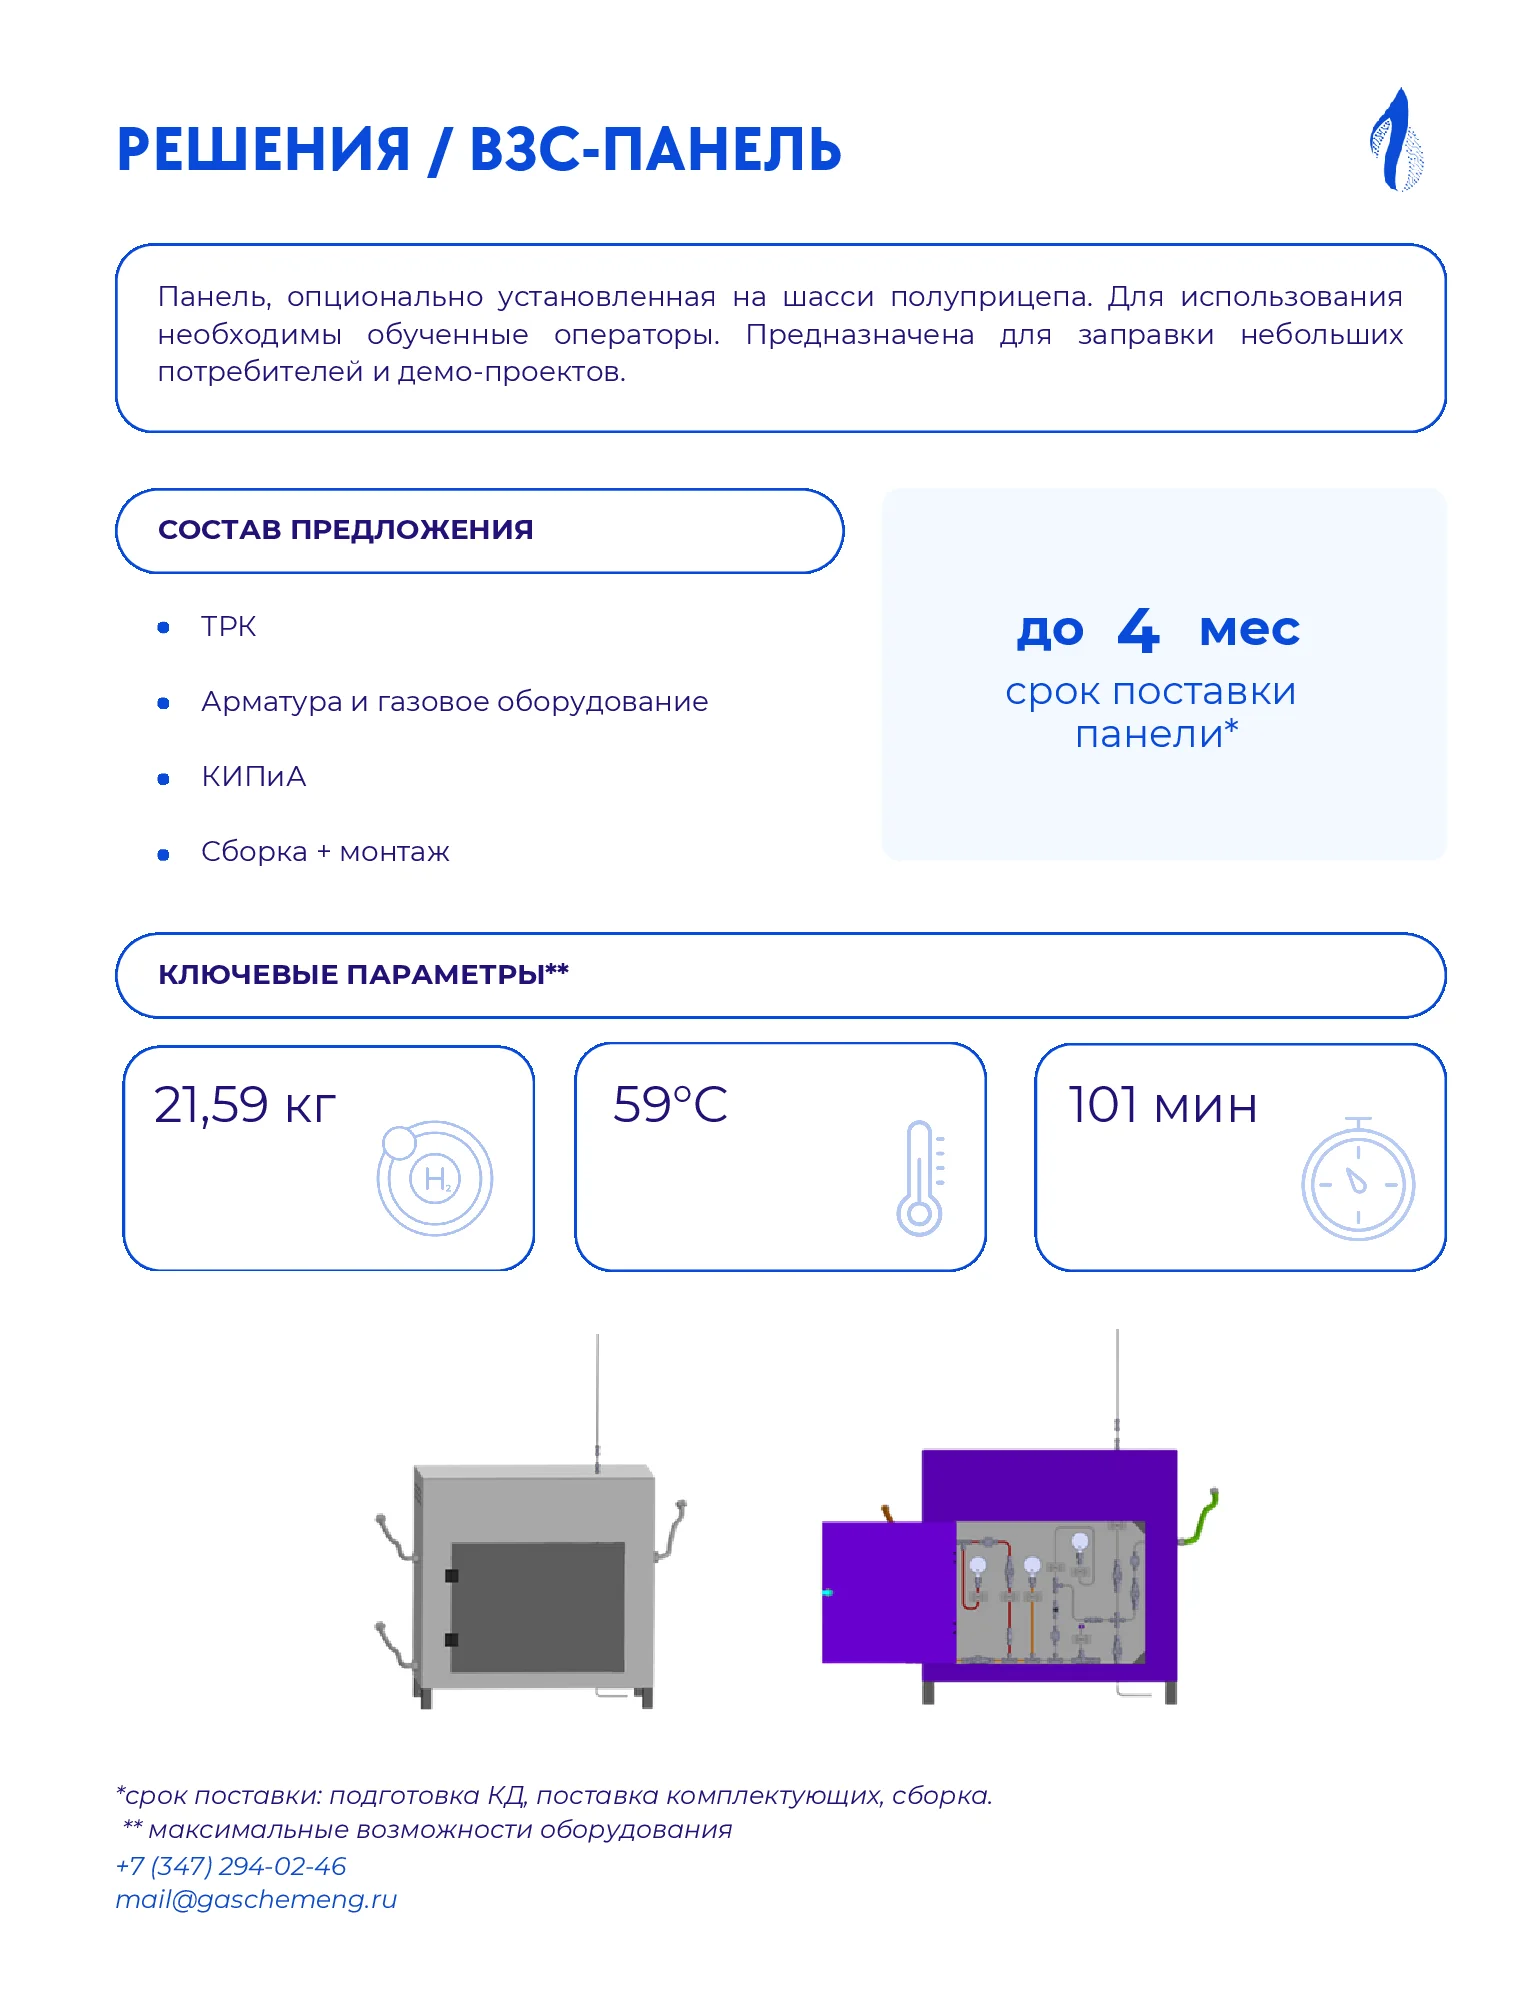 РЕШЕНИЯ / ВЗС-ПАНЕЛЬ
Панель, опционально установленная на шасси полуприцепа. Для использования
необходимы обученные операторы. Предназначена для заправки небольших
потребителей и демо-проектов.
СОСТАВ ПРЕДЛОЖЕНИЯ
ТРК
Арматура и газовое оборудование
КИПиА
Сборка + монтаж
до 4 мес
срок поставки
панели*
КЛЮЧЕВЫЕ ПАРАМЕТРЫ**
21,59 кг
H2
59°C
101 мин
*срок поставки: подготовка КД, поставка комплектующих, сборка.
** максимальные возможности оборудования
+7 (347) 294-02-46
mail@gaschemeng.ru